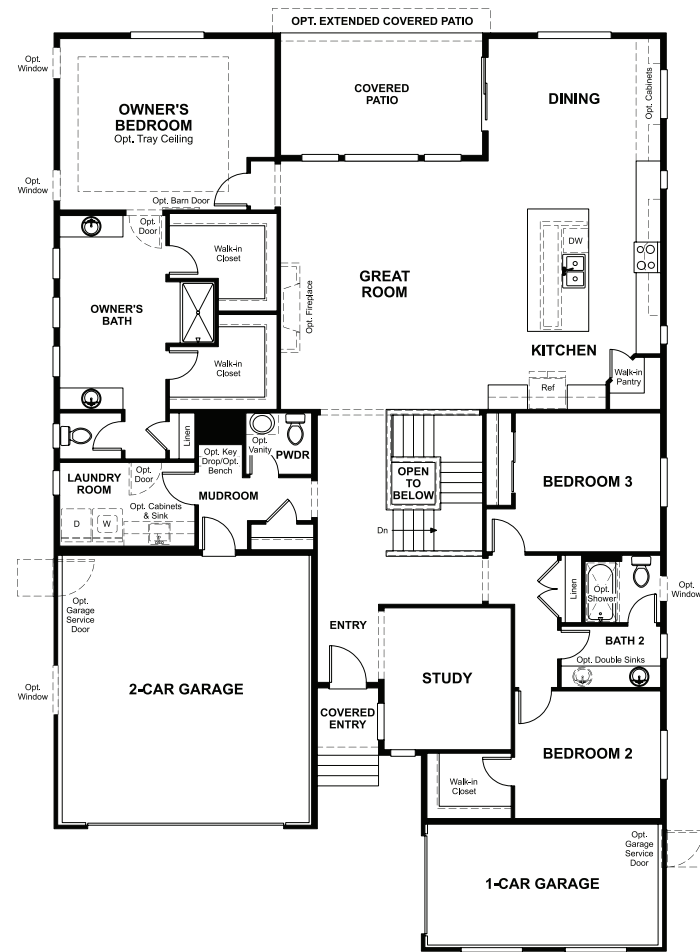 OPT. EXTENDED COVERED PATIO
Opt.
Window
OWNER'S
BEDROOM
Opt. Tray Ceiling
COVERED
PATIO
DINING
Opt. Cabinets
Opt.
Window
Opt. Barn Door
Opt.
Door
Walk-in
Closet
OWNER'S
BATH
Walk-in
Closet
Opt. Fireplace
GREAT
ROOM
DW
KITCHEN
Walk-in
Pantry
Ref
Linen
Opt. Key
Drop/Opt.
Bench
Opt.
Vanity
PWDR
LAUNDRY
ROOM
Opt.
Door
MUDROOM
Opt. Cabinets
& Sink
D
W
OPEN
TO
BELOW
Dn
BEDROOM 3
Opt.
Garage
Service
Door
Linen
Opt.
Shower
Opt.
Window
BATH 2
Opt. Double Sinks
ENTRY
STUDY
Opt.
Window
2-CAR GARAGE
COVERED
ENTRY
BEDROOM 2
Walk-in
Closet
Opt.
Garage
Service
Door
1-CAR GARAGE